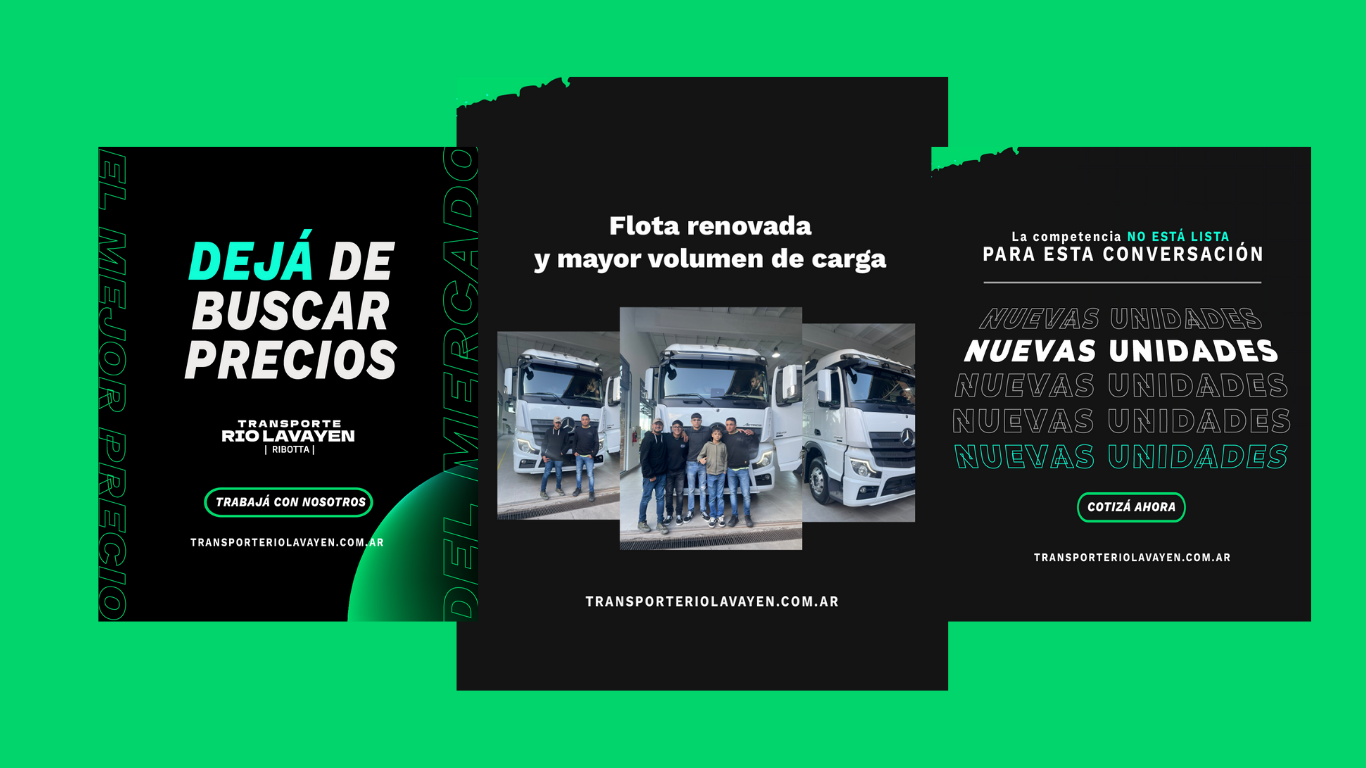 EL MEJOR PRECIO
DEL MERCADO
DEJÁ DE
BUSCAR
PRECIOS
TRANSPORTE
RIO LAVAYEN
| RIBOTTA |
TRABAJÁ CON NOSOTROS
TRANSPORTERIOLAVAYEN.COM.AR
Flota renovada
y mayor volumen de carga
TRANSPORTERIOLAVAYEN.COM.AR
La competencia NO ESTÁ LISTA
PARA ESTA CONVERSACIÓN
NUEVAS UNIDADES
NUEVAS UNIDADES
NUEVAS UNIDADES
NUEVAS UNIDADES
NUEVAS UNIDADES
COTIZÁ AHORA
TRANSPORTERIOLAVAYEN.COM.AR